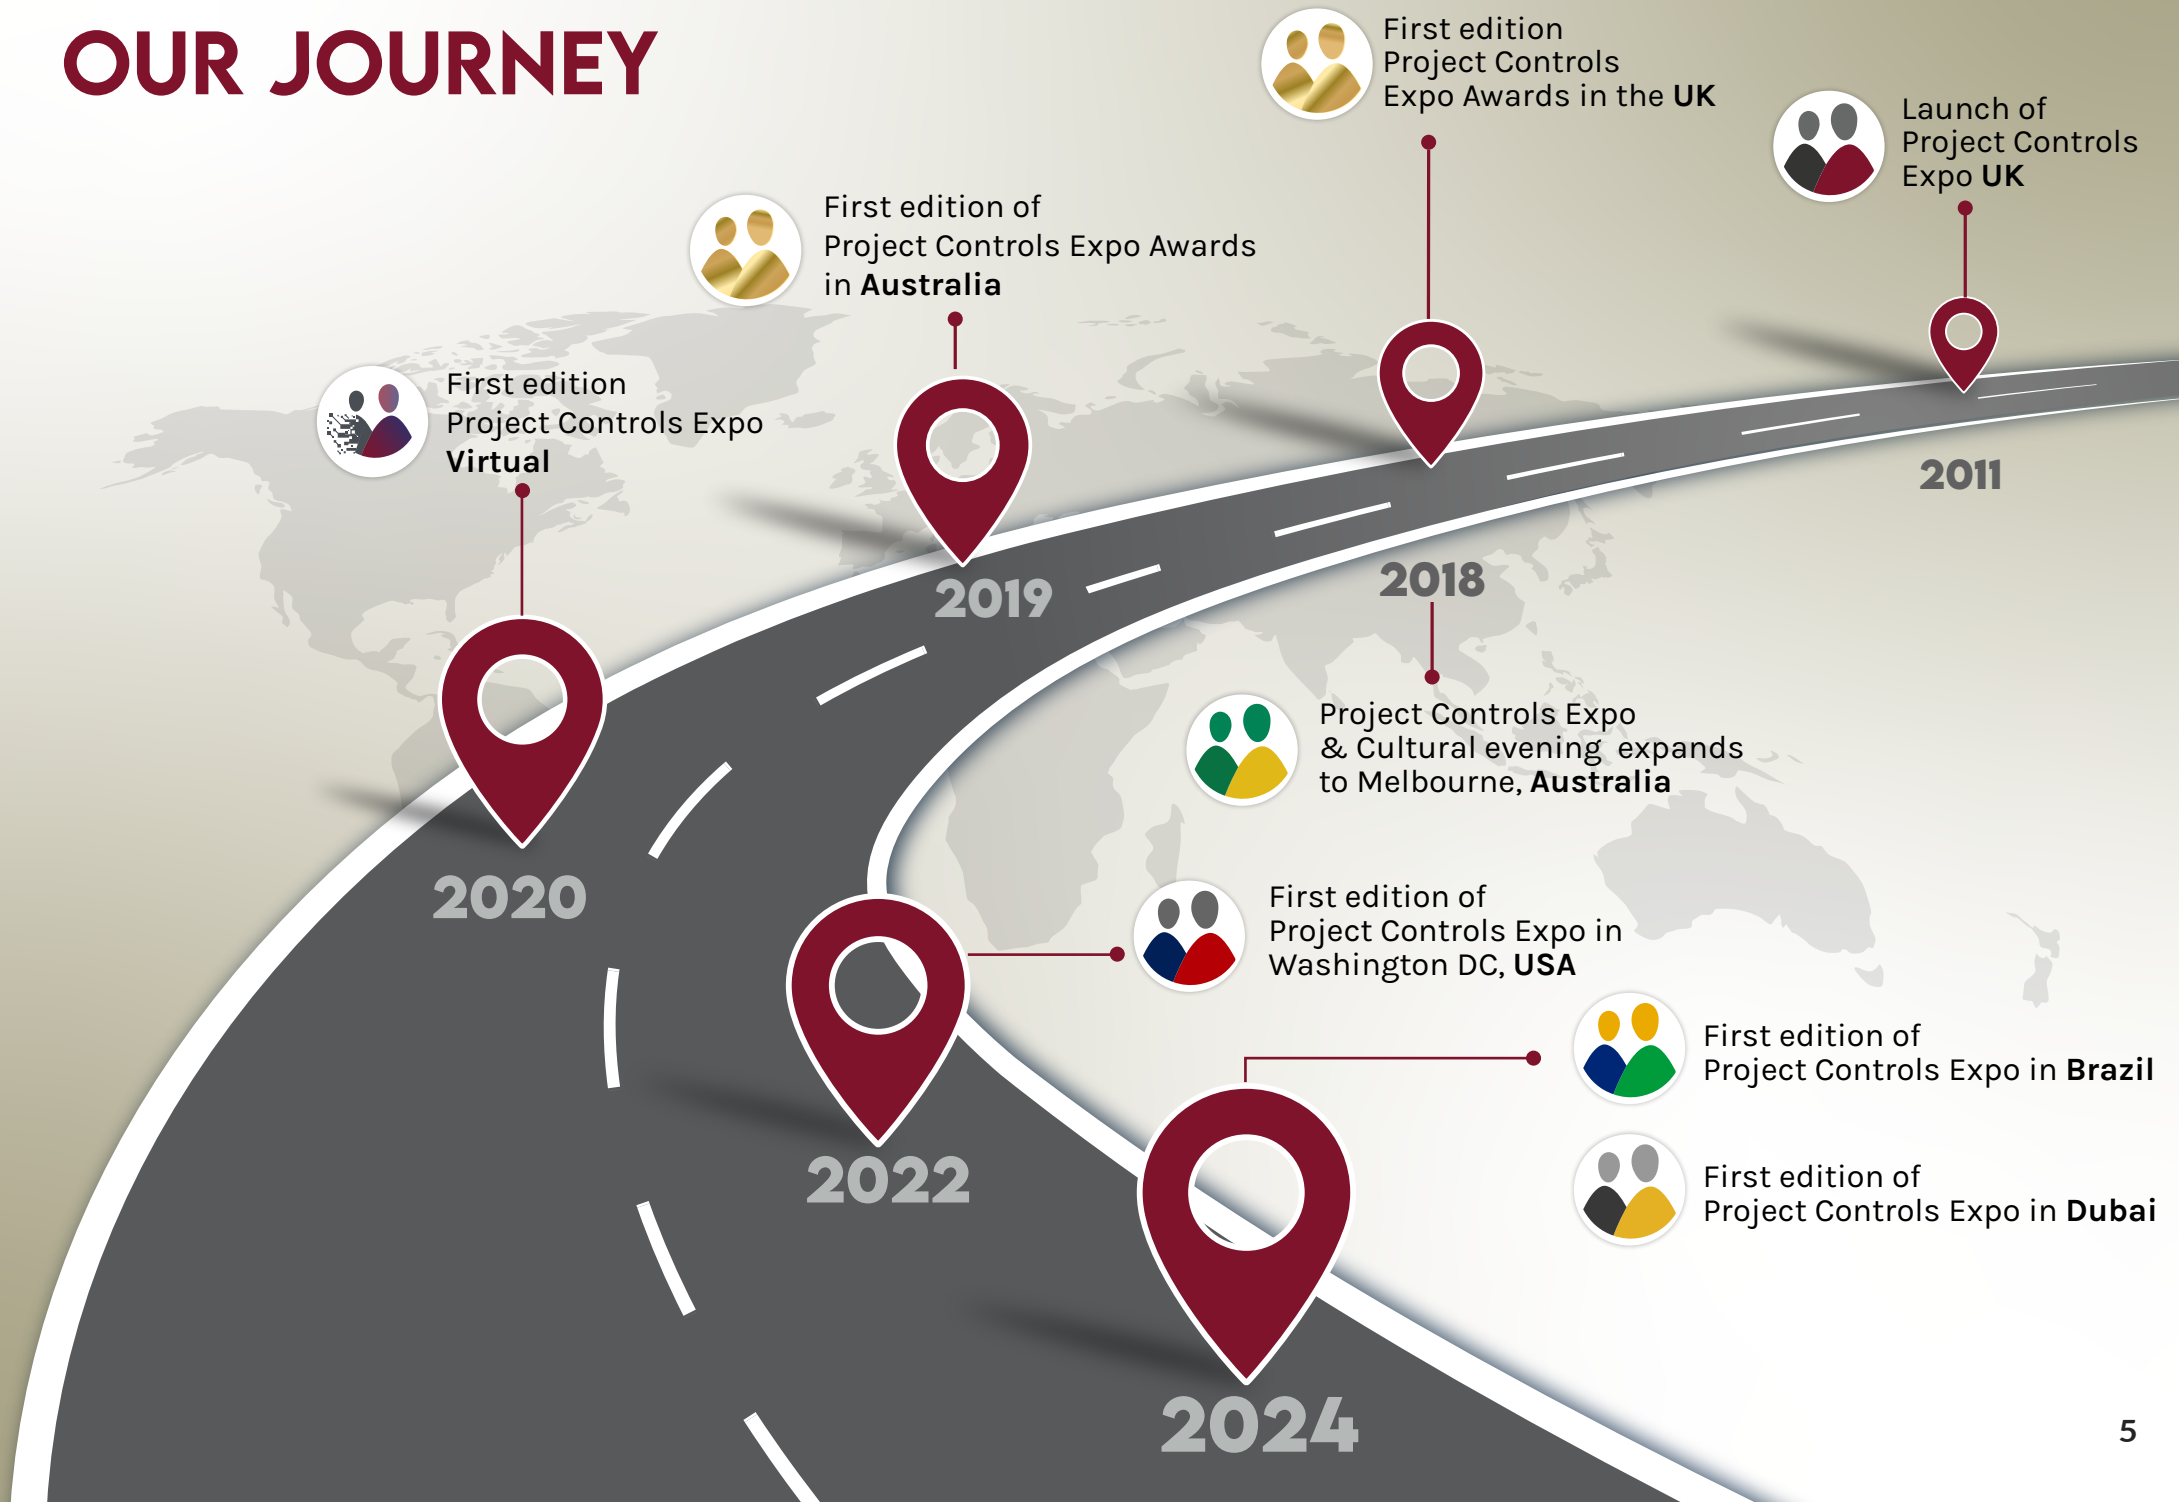 OUR JOURNEY
First edition
Project Controls
Expo Awards in the UK
Launch of
Project Controls
Expo UK
First edition of
Project Controls Expo Awards
in Australia
First edition
Project Controls Expo
Virtual
2011
2018
2019
Project Controls Expo
& Cultural evening expands
to Melbourne, Australia
2020
First edition of
Project Controls Expo in
Washington DC, USA
2022
First edition of
Project Controls Expo in Brazil
First edition of
Project Controls Expo in Dubai
2024
5